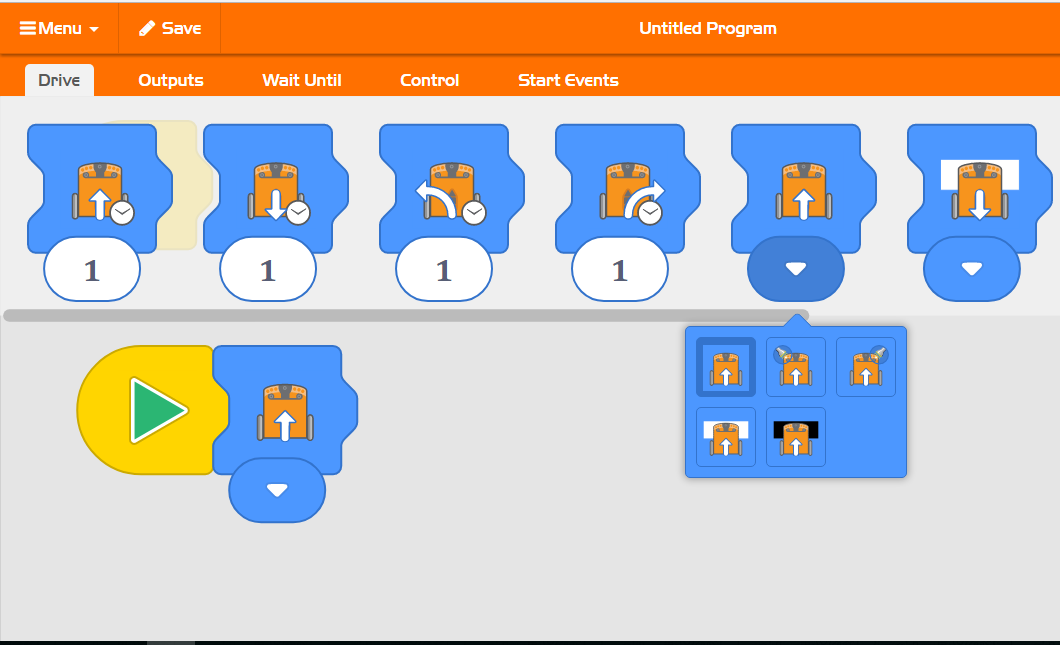 Menu Save Untitled Program
Drive Outputs Wait Until Control Start Events
1 1 1 1